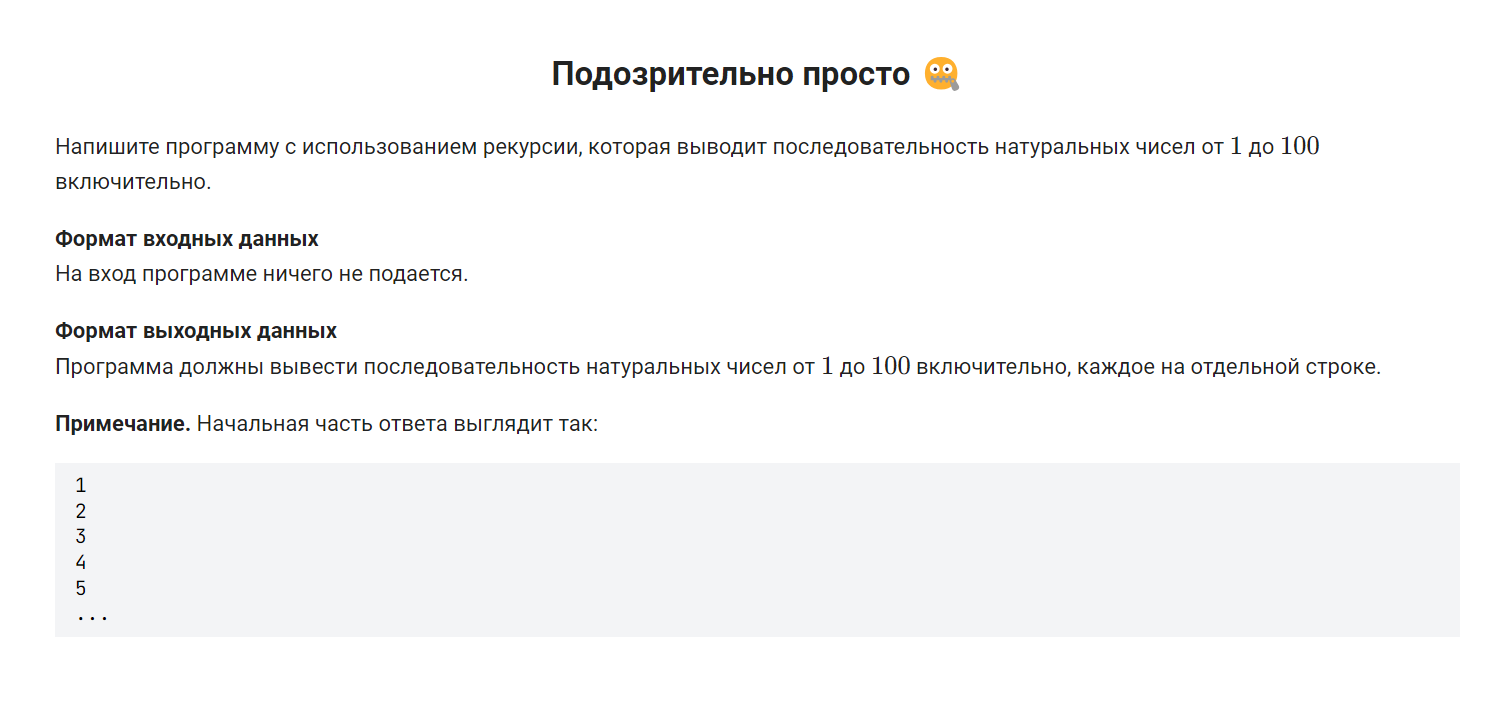 Подозрительно просто 🤐
Напишите программу с использованием рекурсии, которая выводит последовательность натуральных чисел от 1 до 100
включительно.
Формат входных данных
На вход программе ничего не подается.
Формат выходных данных
Программа должны вывести последовательность натуральных чисел от 1 до 100 включительно, каждое на отдельной строке.
Примечание. Начальная часть ответа выглядит так:
1
2
3
4
5
...